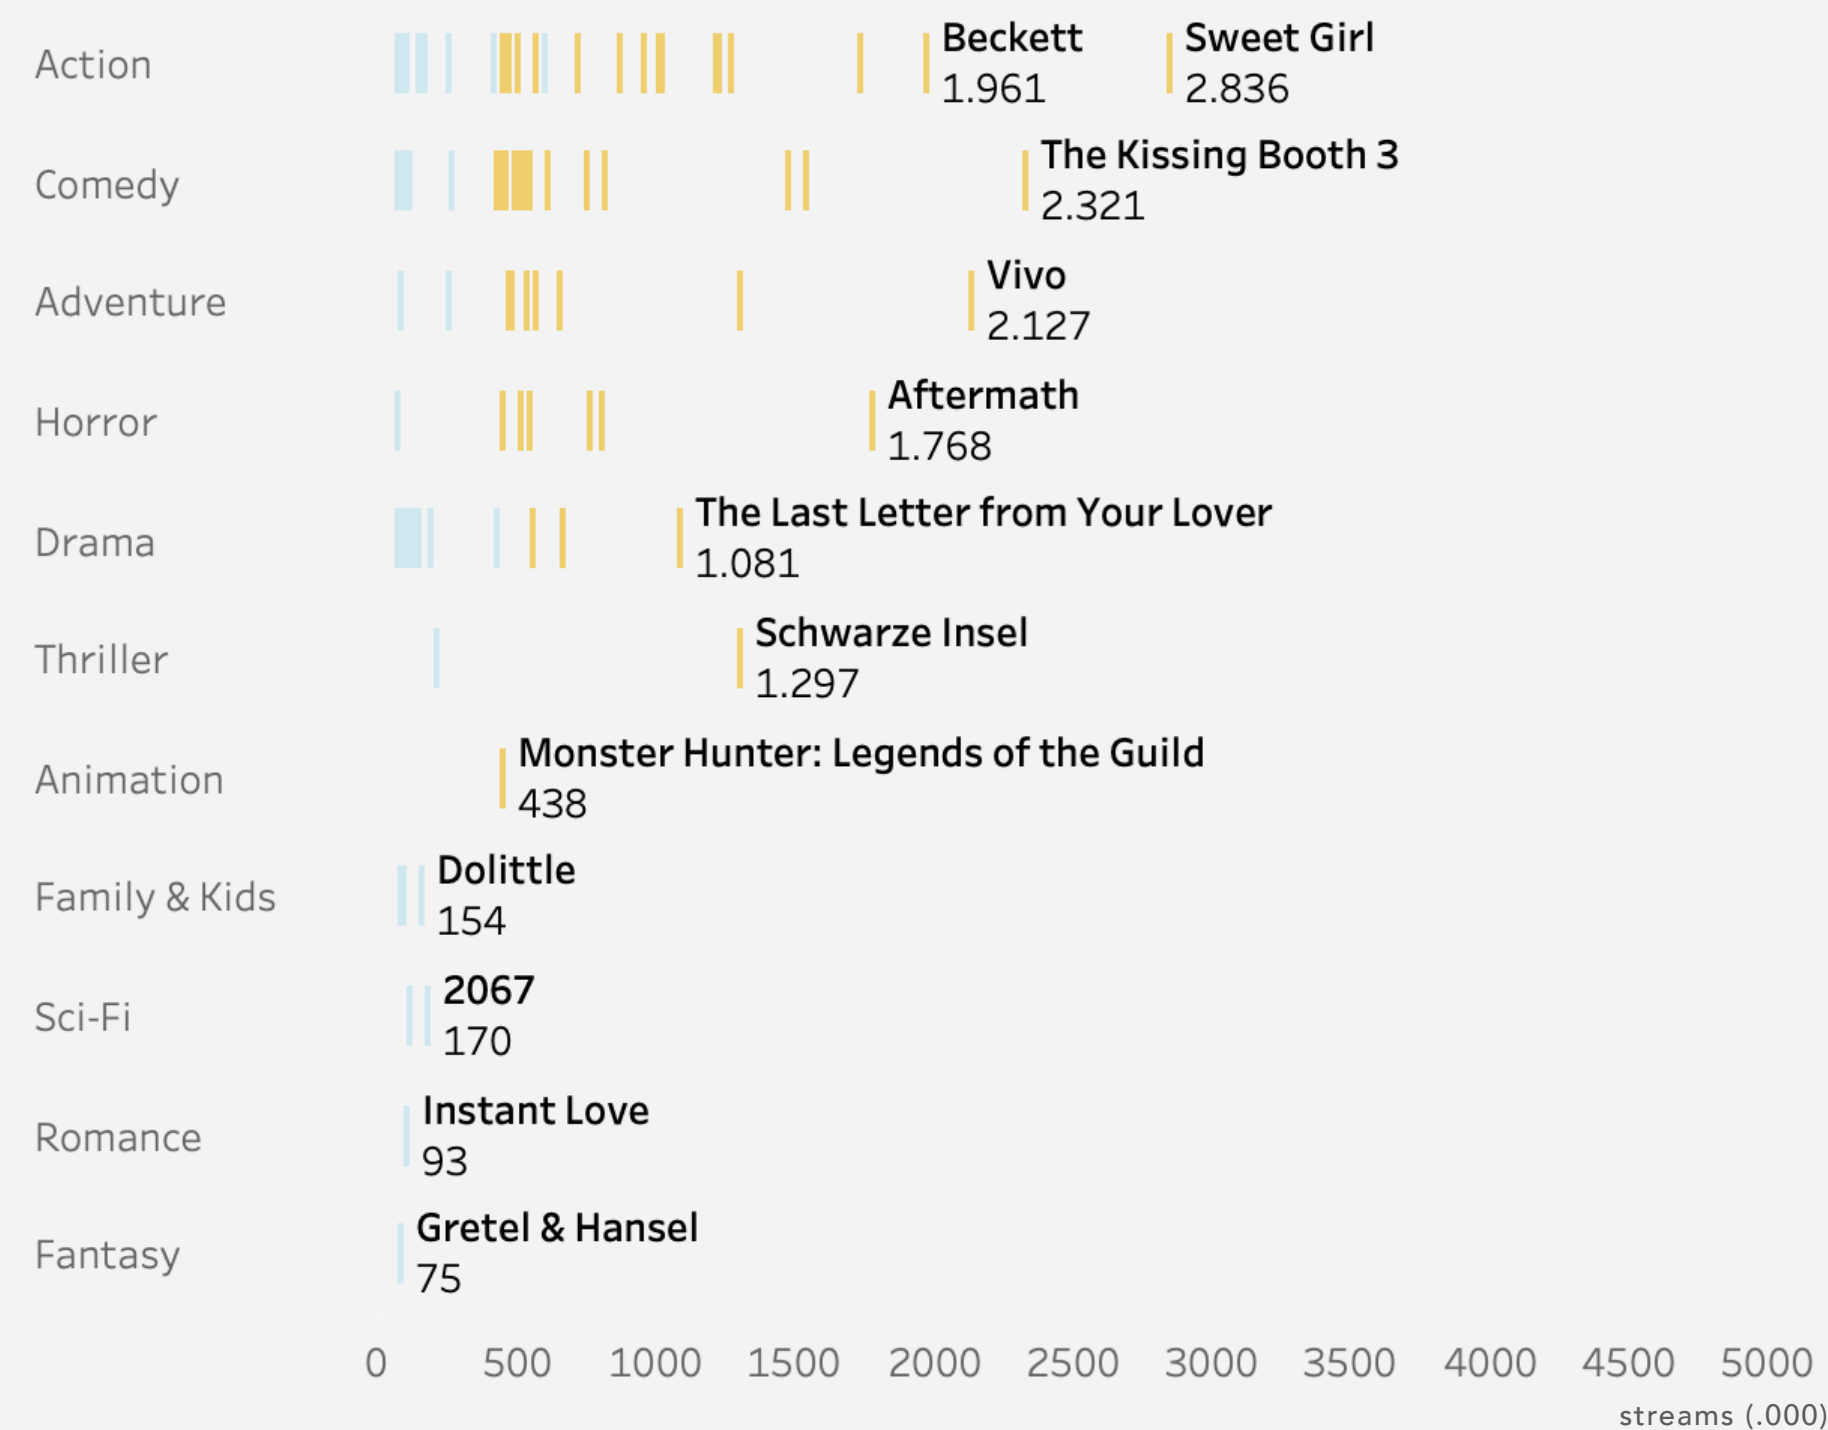 Action
Beckett
1.961
Sweet Girl
2.836
Comedy
The Kissing Booth 3
2.321
Adventure
Vivo
2.127
Horror
Aftermath
1.768
Drama
The Last Letter from Your Lover
1.081
Thriller
Schwarze Insel
1.297
Animation
Monster Hunter: Legends of the Guild
438
Family & Kids
Dolittle
154
Sci-Fi
2067
170
Romance
Instant Love
93
Fantasy
Gretel & Hansel
75
0 500 1000 1500 2000 2500 3000 3500 4000 4500 5000
streams (.000)